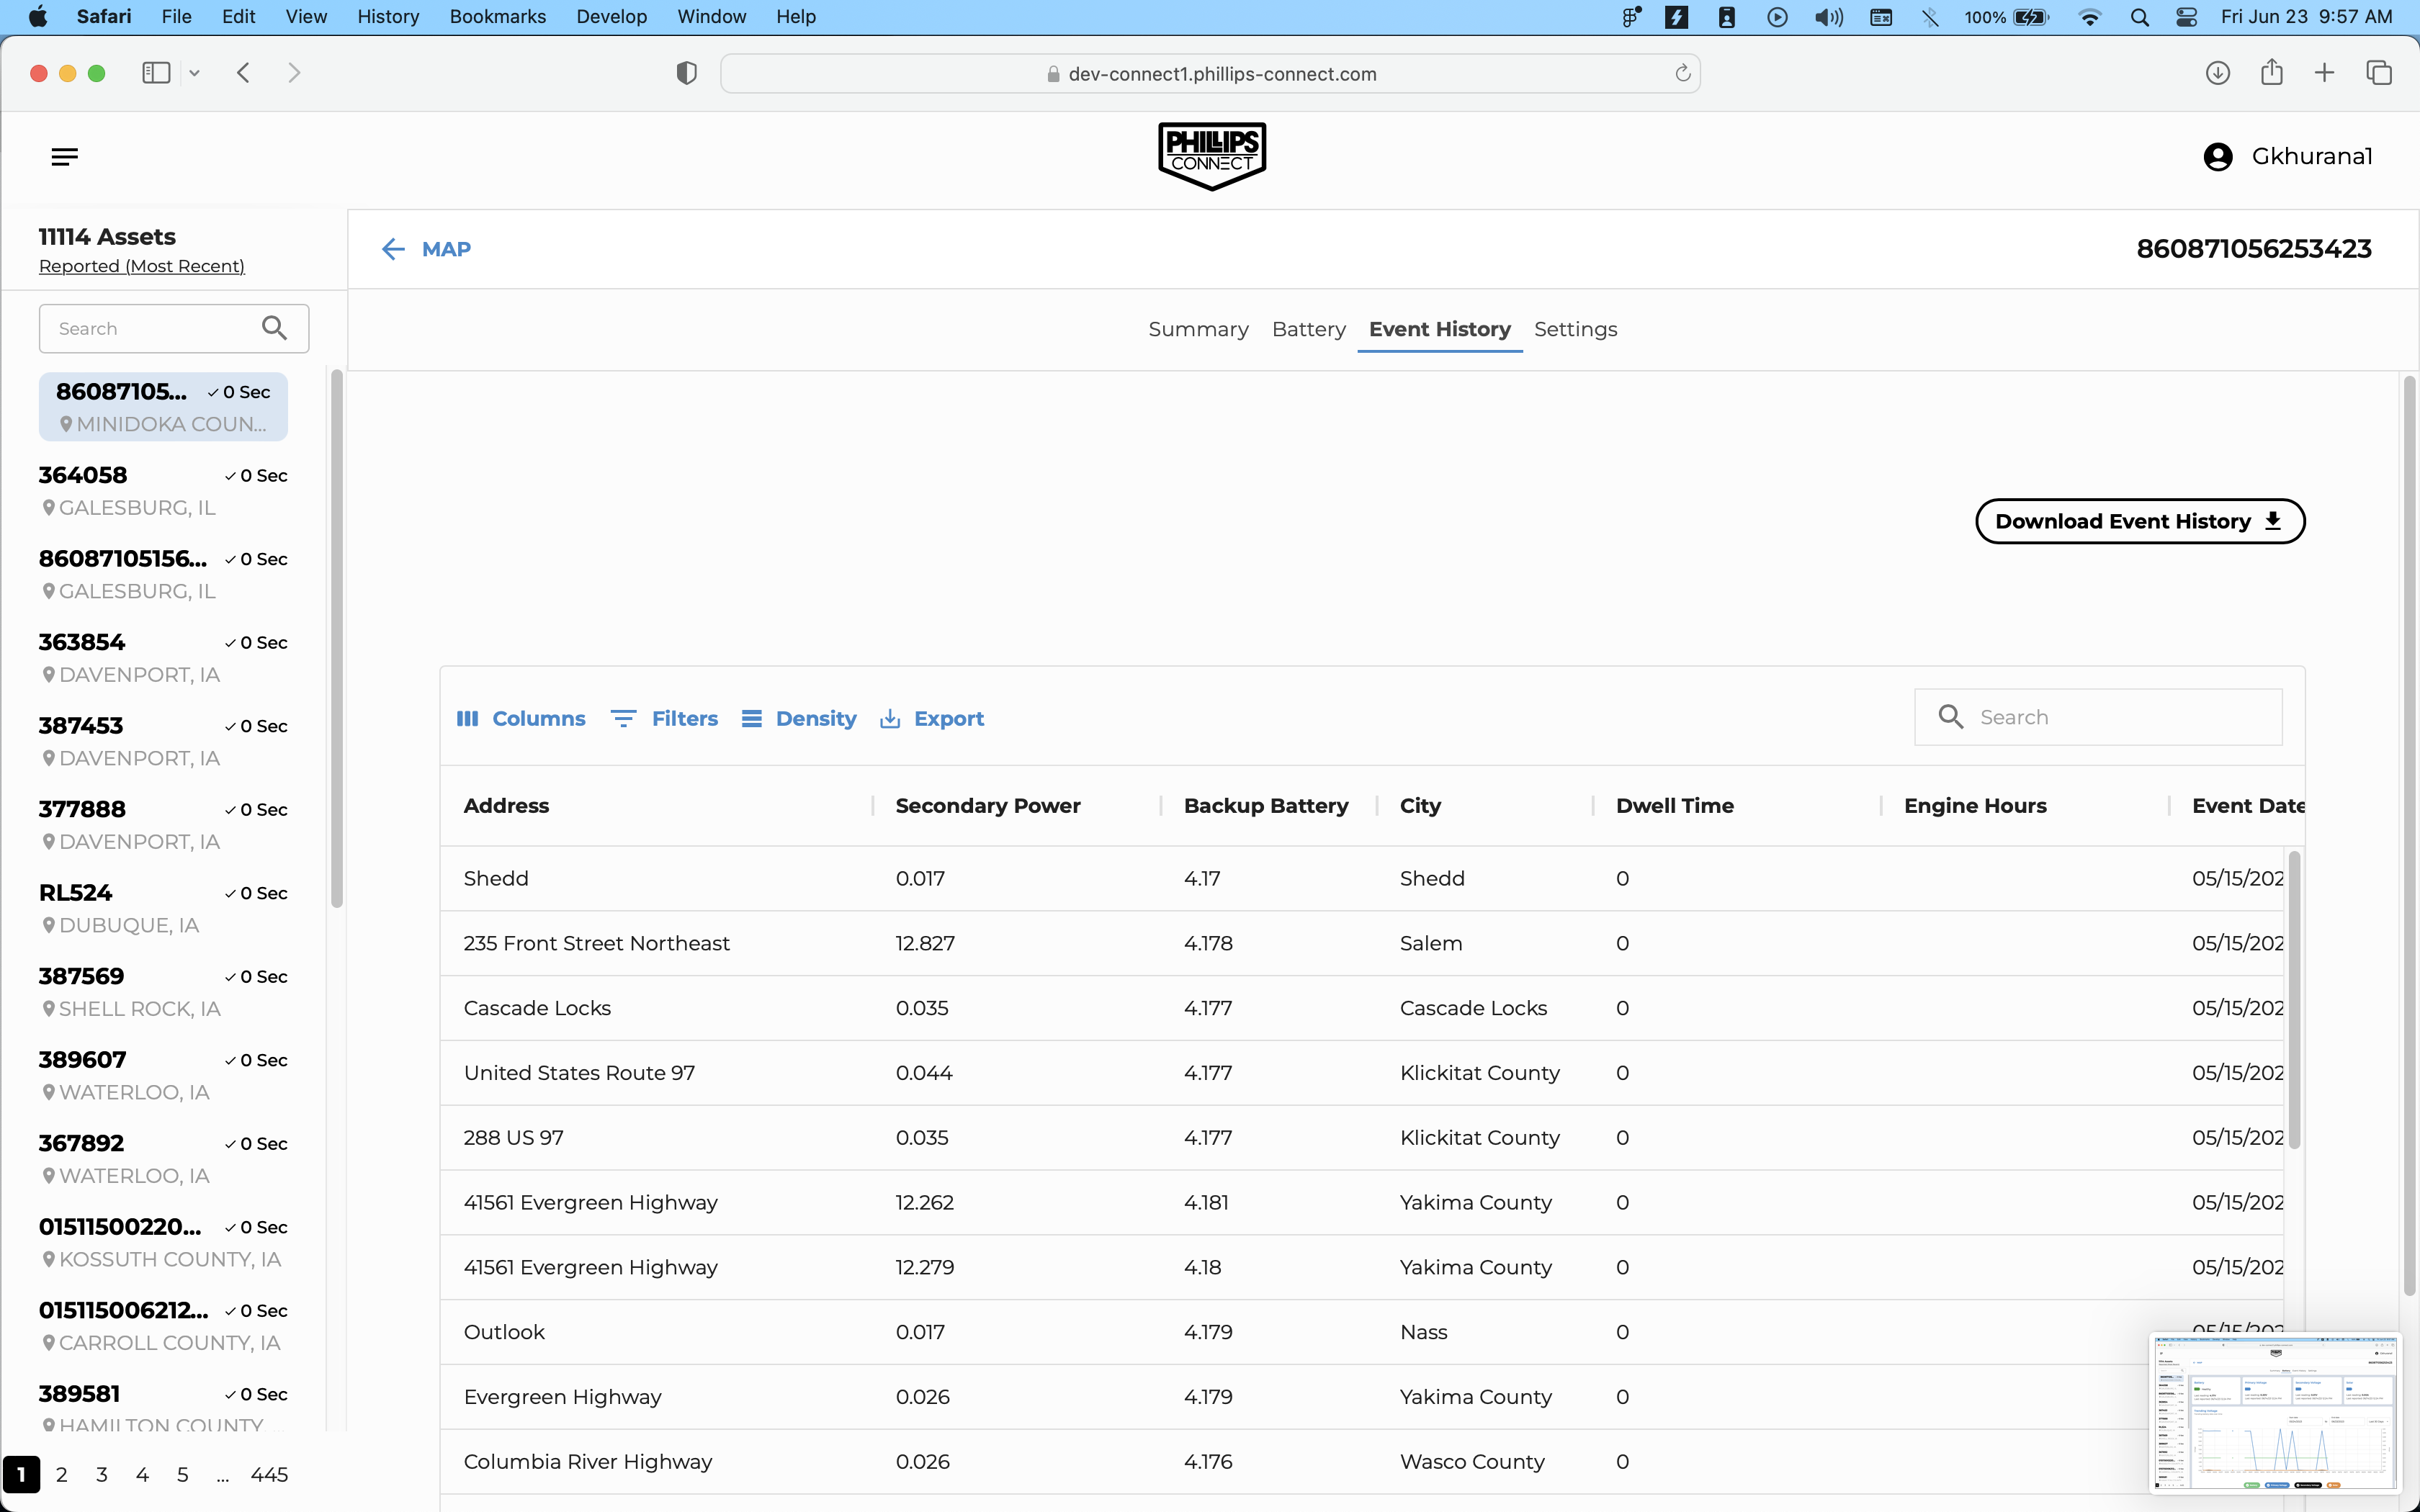 Safari File Edit View History Bookmarks Develop Window Help 100% Fri Jun 23 9:57 AM
dev-connect1.phillips-connect.com
PHILLIPS
CONNECT
Gkhurana1
11114 Assets
Reported (Most Recent)
MAP
860871056253423
Search
Summary Battery Event History Settings
86087105... 0 Sec
MINIDOKA COUN...
364058 0 Sec
GALESBURG, IL
86087105156... 0 Sec
GALESBURG, IL
363854 0 Sec
DAVENPORT, IA
387453 0 Sec
DAVENPORT, IA
377888 0 Sec
DAVENPORT, IA
RL524 0 Sec
DUBUQUE, IA
387569 0 Sec
SHELL ROCK, IA
389607 0 Sec
WATERLOO, IA
367892 0 Sec
WATERLOO, IA
01511500220... 0 Sec
KOSSUTH COUNTY, IA
015115006212... 0 Sec
CARROLL COUNTY, IA
389581 0 Sec
HAMILTON COUNTY, ...
1 2 3 4 5 ... 445
Download Event History
Columns Filters Density Export
Search
Address Secondary Power Backup Battery City Dwell Time Engine Hours Event Date
Shedd 0.017 4.17 Shedd 0 05/15/202
235 Front Street Northeast 12.827 4.178 Salem 0 05/15/202
Cascade Locks 0.035 4.177 Cascade Locks 0 05/15/202
United States Route 97 0.044 4.177 Klickitat County 0 05/15/202
288 US 97 0.035 4.177 Klickitat County 0 05/15/202
41561 Evergreen Highway 12.262 4.181 Yakima County 0 05/15/202
41561 Evergreen Highway 12.279 4.18 Yakima County 0 05/15/202
Outlook 0.017 4.179 Nass 0 05/15/202
Evergreen Highway 0.026 4.179 Yakima County 0
Columbia River Highway 0.026 4.176 Wasco County 0